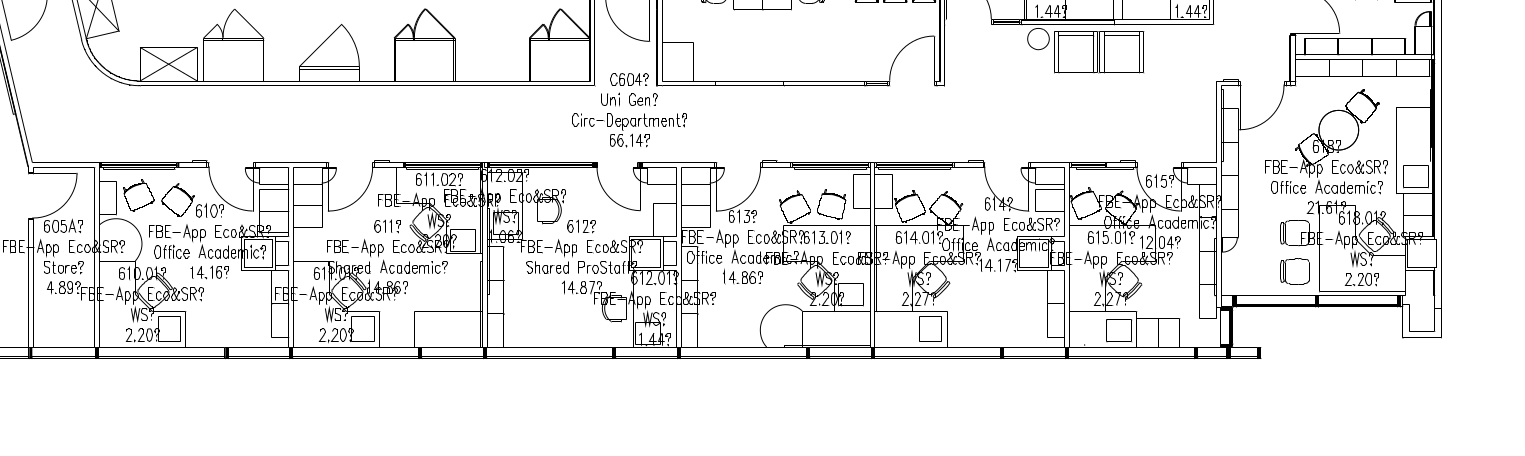 1.44?
1.44?
C604?
Uni Gen?
Circ-Department?
66.14?
605A?
FBE-App Eco&SR?
Store?
4.89?
610?
FBE-App Eco&SR?
Office Academic?
14.16?
610.01?
FBE-App Eco&SR?
WS?
2.20?
611.02?
FBE-App Eco&SR?
WS?
611?
FBE-App Eco&SR?
Shared Academic?
14.86?
FBE-App Eco&SR?
WS?
2.20?
612.02?
FBE-App Eco&SR?
WS?
612?
FBE-App Eco&SR?
Shared ProStaff?
14.87?
612.01?
FBE-App Eco&SR?
WS?
1.44?
613?
FBE-App Eco&SR?
Office Academic?
14.86?
613.01?
FBE-App Eco&SR?
WS?
2.20?
614?
FBE-App Eco&SR?
Office Academic?
14.17?
614.01?
FBE-App Eco&SR?
WS?
2.27?
615?
FBE-App Eco&SR?
Office Academic?
12.04?
615.01?
FBE-App Eco&SR?
WS?
2.27?
618?
FBE-App Eco&SR?
Office Academic?
21.61?
618.01?
FBE-App Eco&SR?
WS?
2.20?